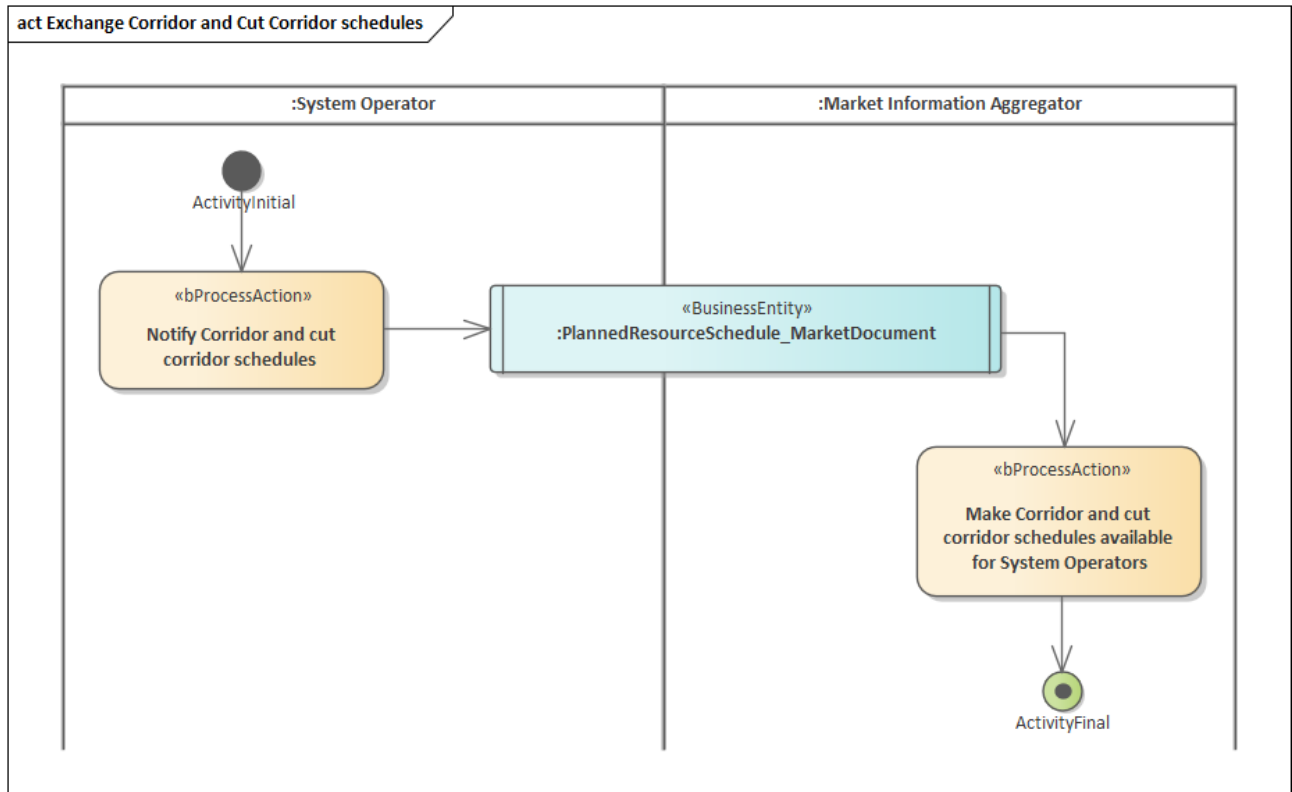 act Exchange Corridor and Cut Corridor schedules
:System Operator
:Market Information Aggregator
ActivityInitial
«bProcessAction»
Notify Corridor and cut
corridor schedules
«BusinessEntity»
:PlannedResourceSchedule_MarketDocument
«bProcessAction»
Make Corridor and cut
corridor schedules available
for System Operators
ActivityFinal